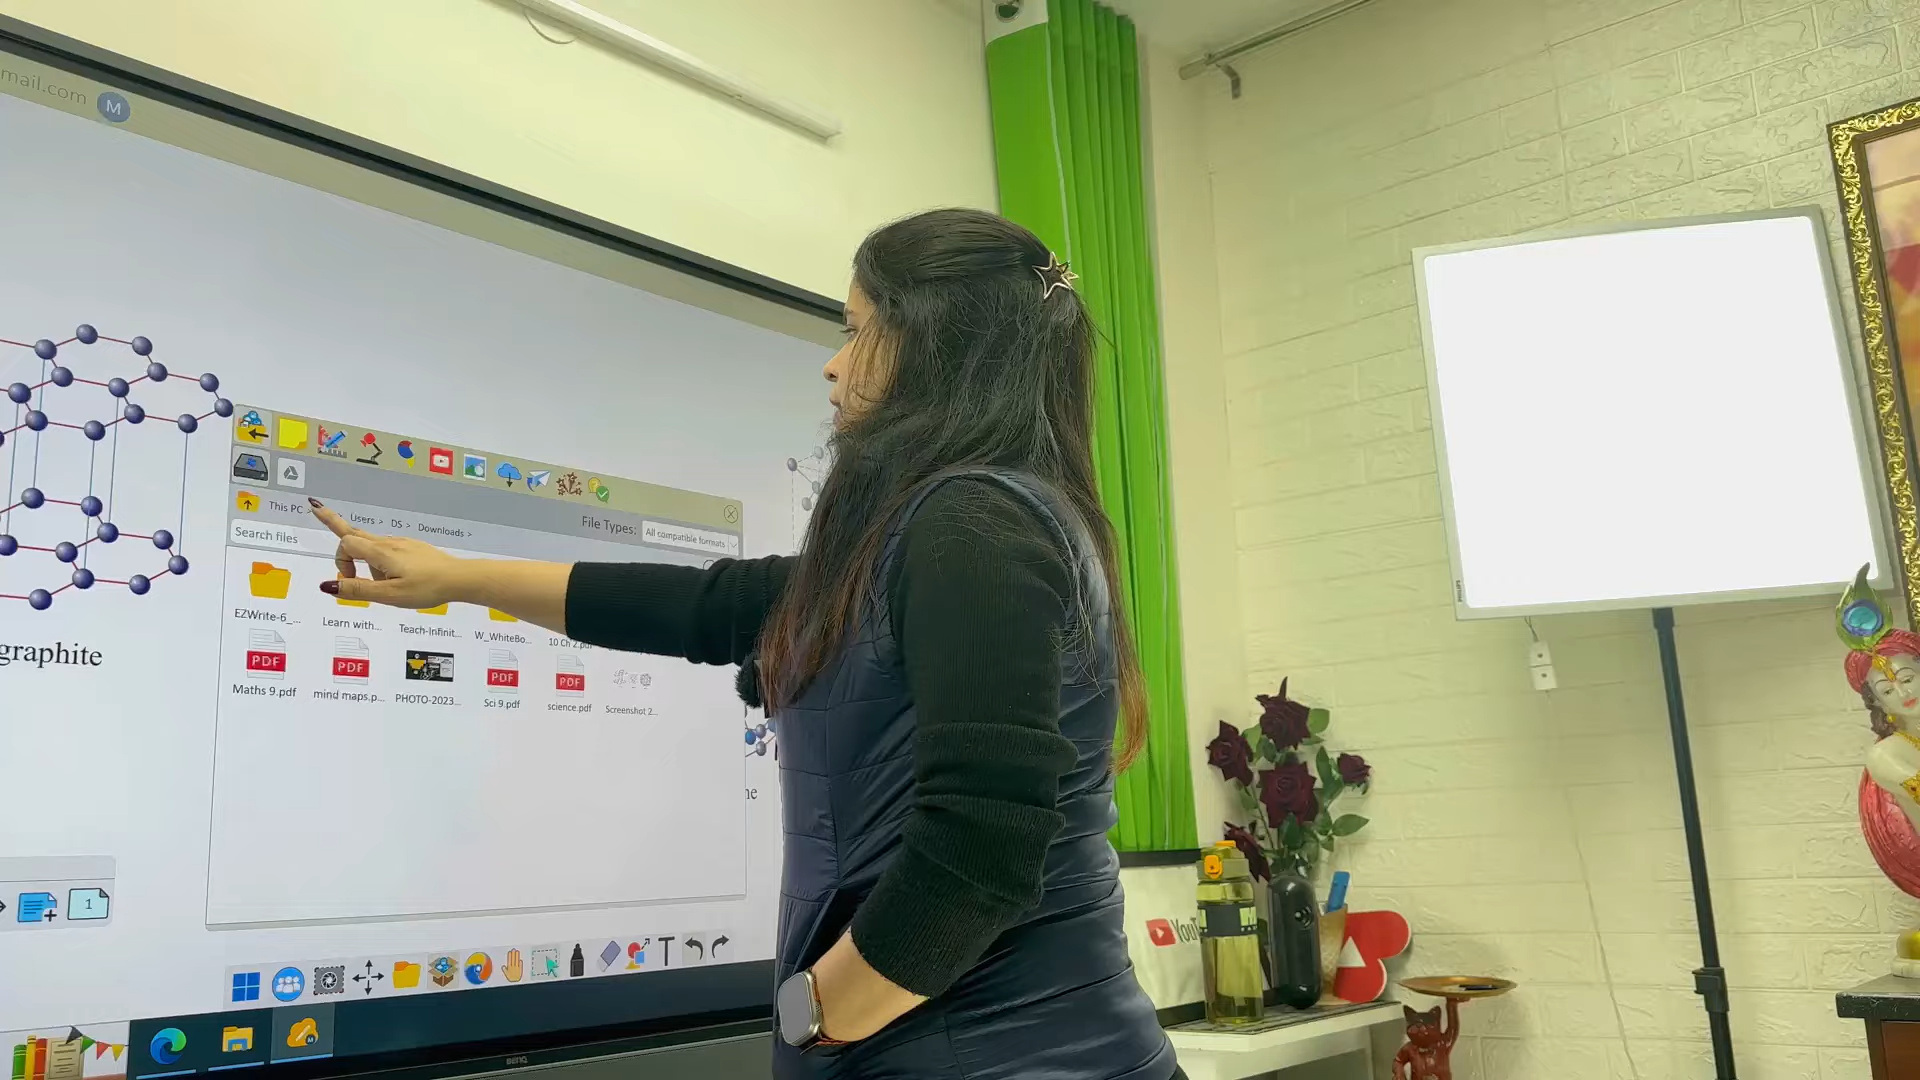 mail.com M
This PC > Users > DS > Downloads >
File Types: All compatible formats
Search files
EZWrite-6_... Learn with... Teach-Infinit... W_WhiteBo... 10 Ch 2.pdf
PDF PDF PDF PDF
Maths 9.pdf mind maps.p... PHOTO-2023... Sci 9.pdf science.pdf Screenshot 2...
graphite
1
T
BenQ